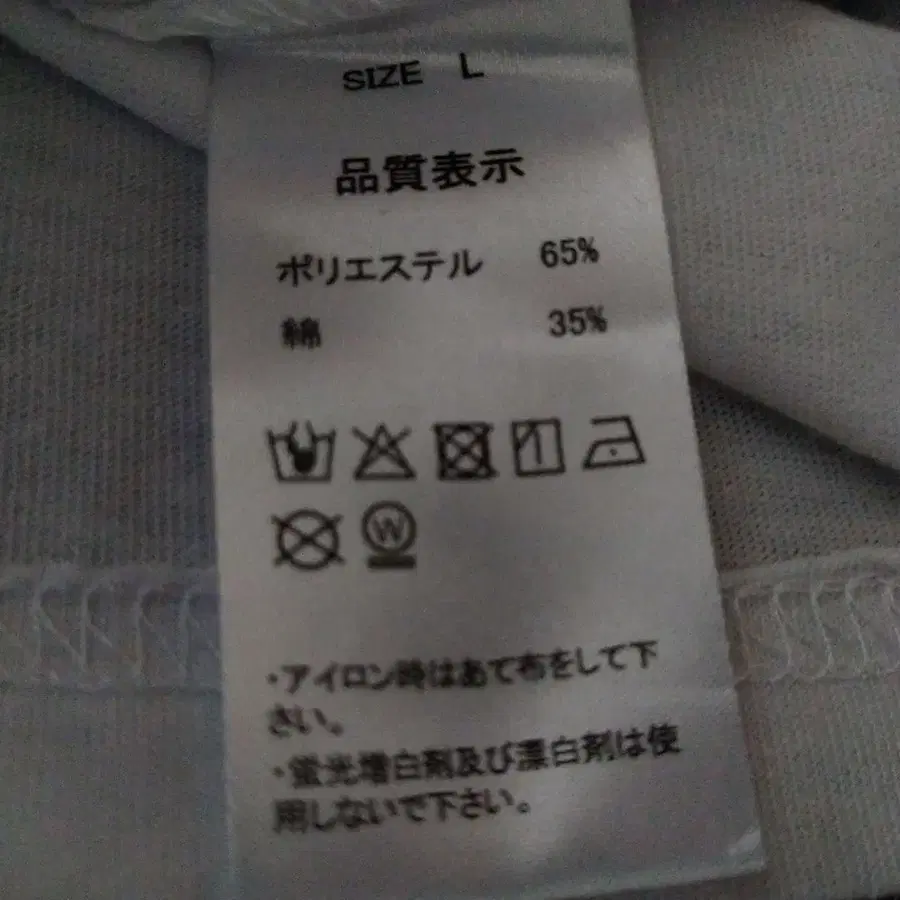 SIZE L
品質表示
ポリエステル 65%
綿 35%
W
・アイロン時はあて布をして下
さい。
・蛍光増白剤及び漂白剤は使
用しないで下さい。